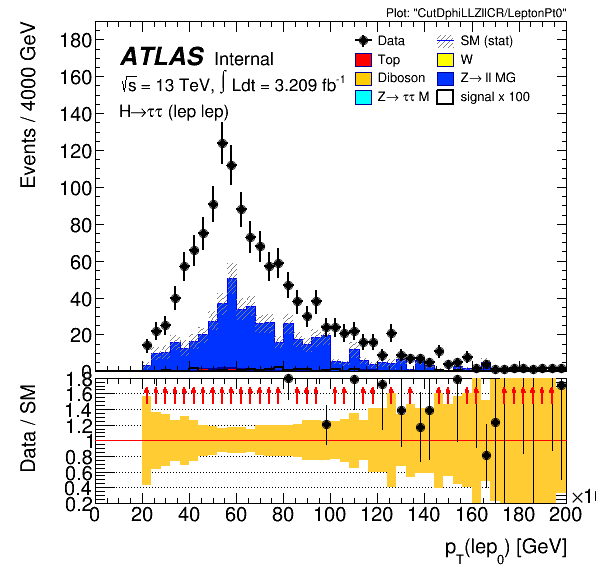 Plot: "CutDphiLLZllCR/LeptonPt0"
Events / 4000 GeV
180
160
140
120
100
80
60
40
20
0
ATLAS Internal
√s = 13 TeV, ∫ Ldt = 3.209 fb⁻¹
H→ττ (lep lep)
Data
SM (stat)
Top
W
Diboson
Z→ ll MG
Z→ ττ M
signal x 100
Data / SM
1.8
1.6
1.4
1.2
1
0.8
0.6
0.4
0.2
0 20 40 60 80 100 120 140 160 180 200
×10
p_T(lep_0) [GeV]